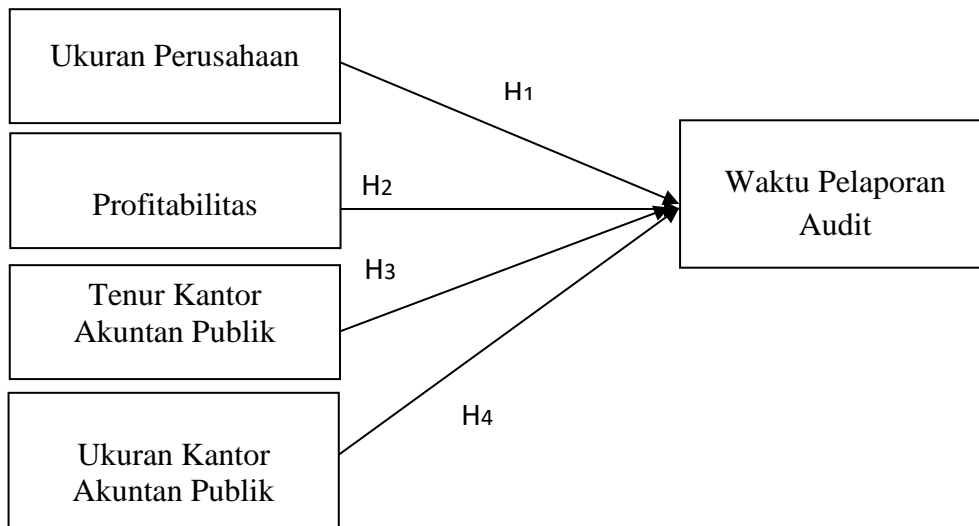 Ukuran Perusahaan
H1
Profitabilitas
H2
Waktu Pelaporan
Audit
Tenur Kantor
Akuntan Publik
H3
Ukuran Kantor
Akuntan Publik
H4